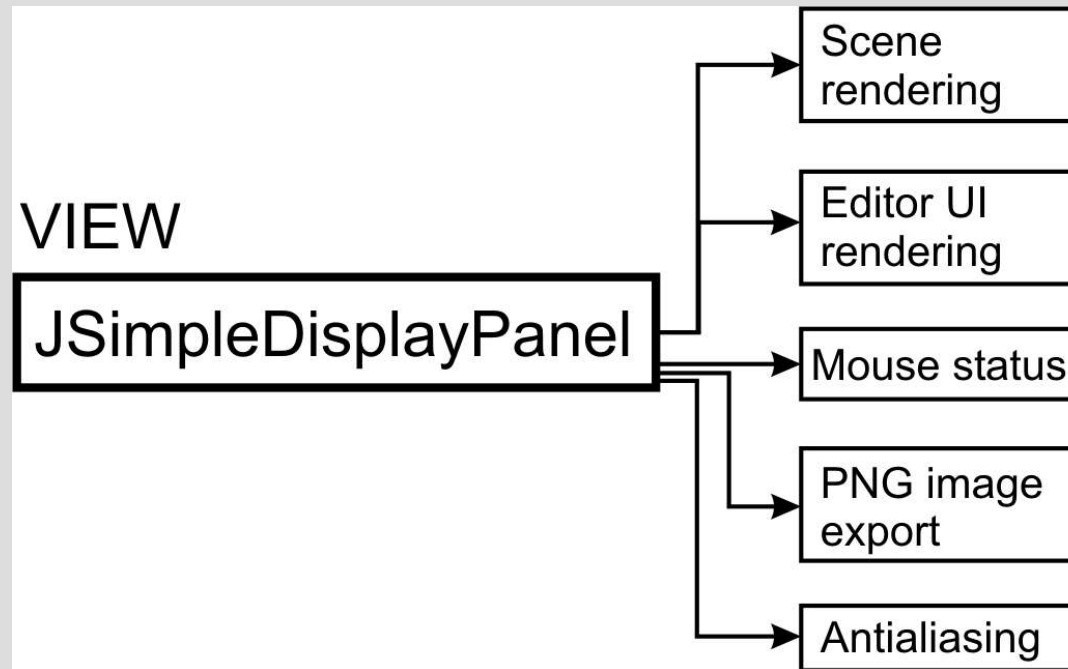 VIEW
JSimpleDisplayPanel
Scene
rendering
Editor UI
rendering
Mouse status
PNG image
export
Antialiasing